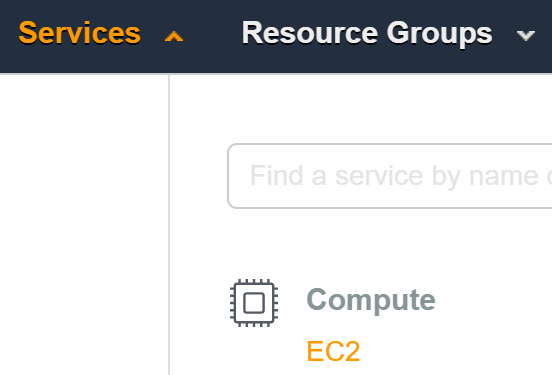 Services Resource Groups
Find a service by name
Compute
EC2